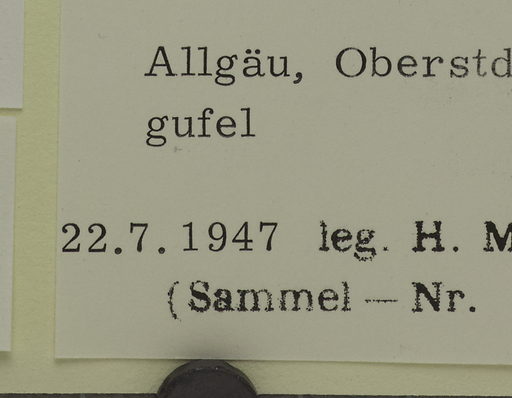 Allgäu, Oberstd
gufel
22.7.1947 leg. H. M
(Sammel — Nr.